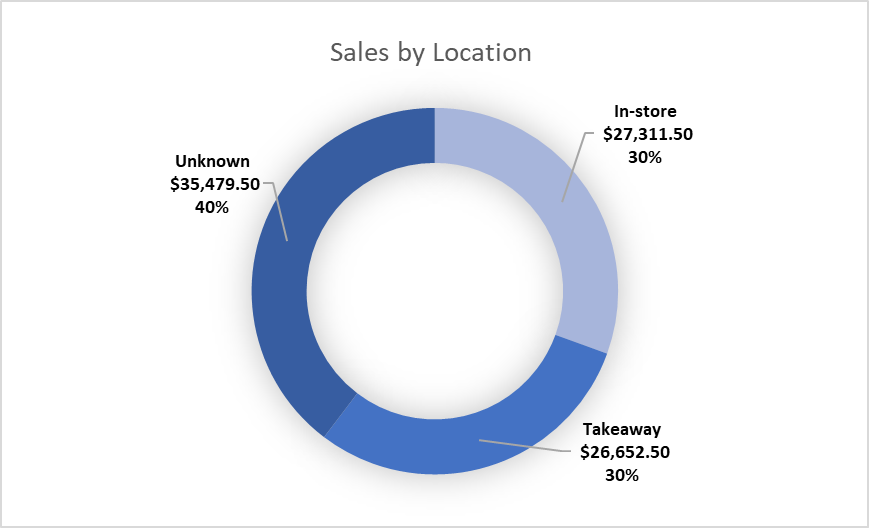 Sales by Location
In-store
$27,311.50
30%
Unknown
$35,479.50
40%
Takeaway
$26,652.50
30%